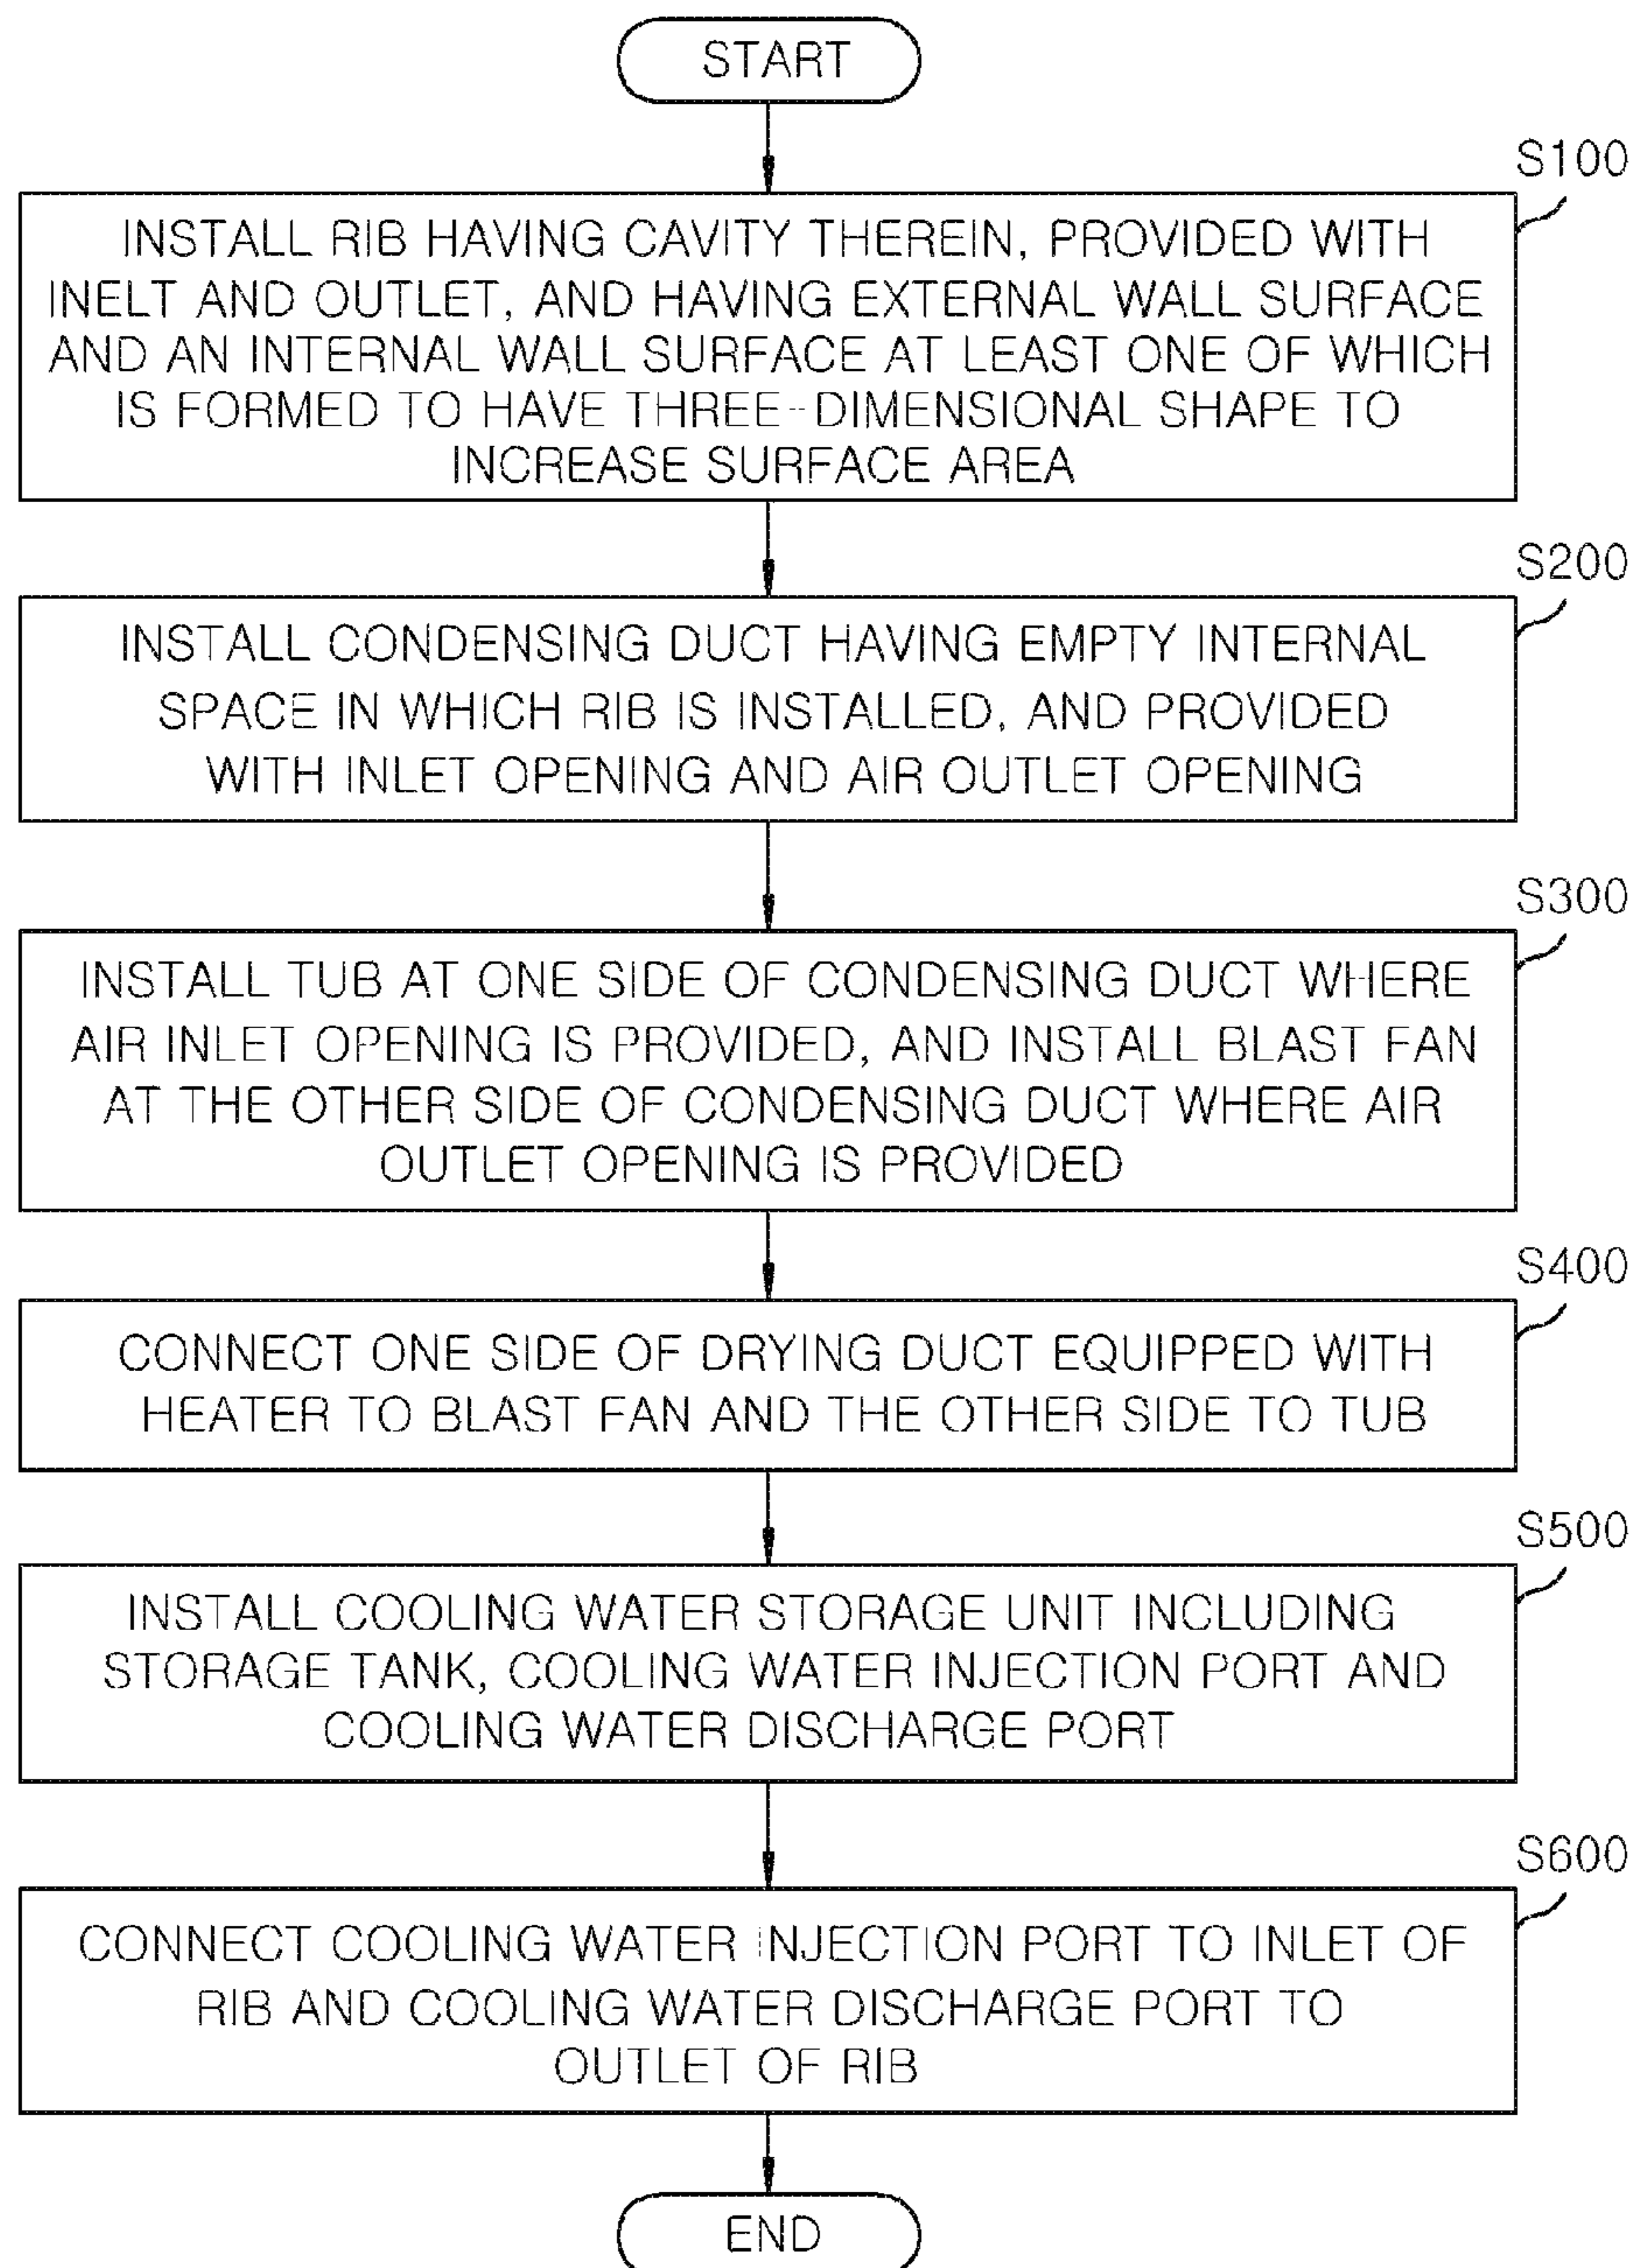 START
S100
INSTALL RIB HAVING CAVITY THEREIN, PROVIDED WITH
INELT AND OUTLET, AND HAVING EXTERNAL WALL SURFACE
AND AN INTERNAL WALL SURFACE AT LEAST ONE OF WHICH
IS FORMED TO HAVE THREE-DIMENSIONAL SHAPE TO
INCREASE SURFACE AREA
S200
INSTALL CONDENSING DUCT HAVING EMPTY INTERNAL
SPACE IN WHICH RIB IS INSTALLED, AND PROVIDED
WITH INLET OPENING AND AIR OUTLET OPENING
S300
INSTALL TUB AT ONE SIDE OF CONDENSING DUCT WHERE
AIR INLET OPENING IS PROVIDED, AND INSTALL BLAST FAN
AT THE OTHER SIDE OF CONDENSING DUCT WHERE AIR
OUTLET OPENING IS PROVIDED
S400
CONNECT ONE SIDE OF DRYING DUCT EQUIPPED WITH
HEATER TO BLAST FAN AND THE OTHER SIDE TO TUB
S500
INSTALL COOLING WATER STORAGE UNIT INCLUDING
STORAGE TANK, COOLING WATER INJECTION PORT AND
COOLING WATER DISCHARGE PORT
S600
CONNECT COOLING WATER INJECTION PORT TO INLET OF
RIB AND COOLING WATER DISCHARGE PORT TO
OUTLET OF RIB
END